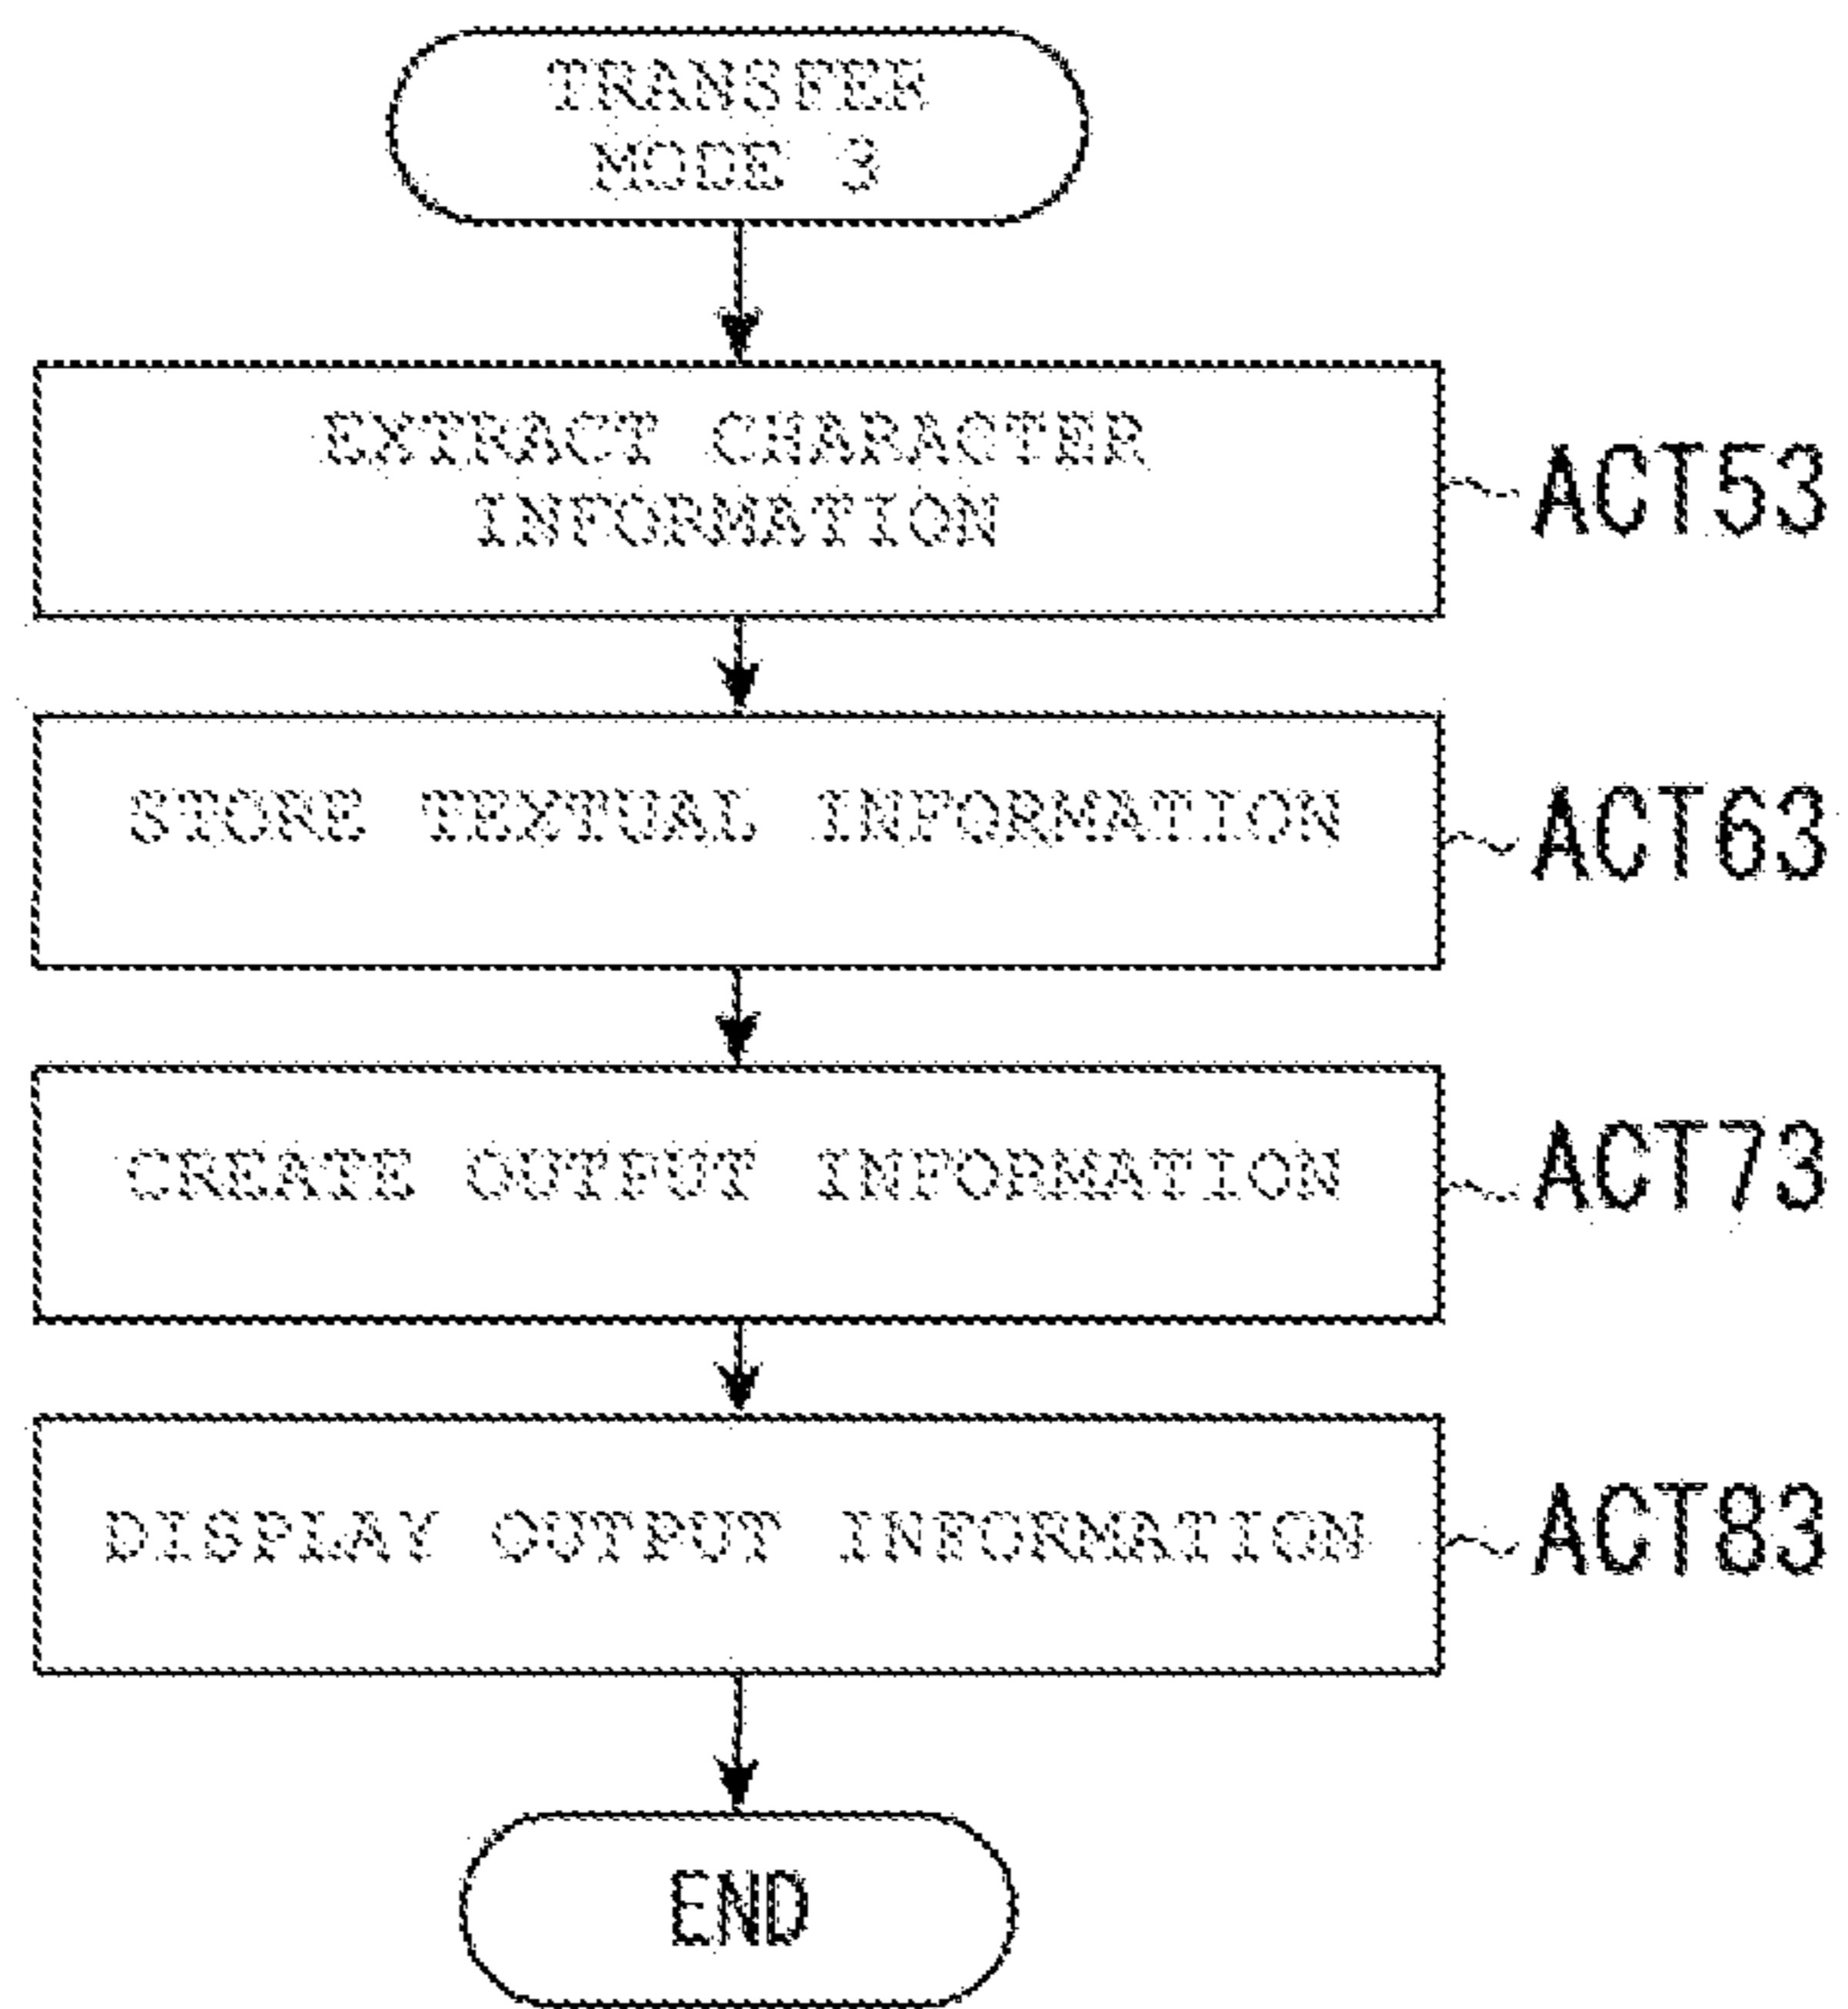 TRANSFER
MODE 3
EXTRACT CHARACTER
INFORMATION
ACT53
STORE TEXTUAL INFORMATION
ACT63
CREATE OUTPUT INFORMATION
ACT73
DISPLAY OUTPUT INFORMATION
ACT83
END